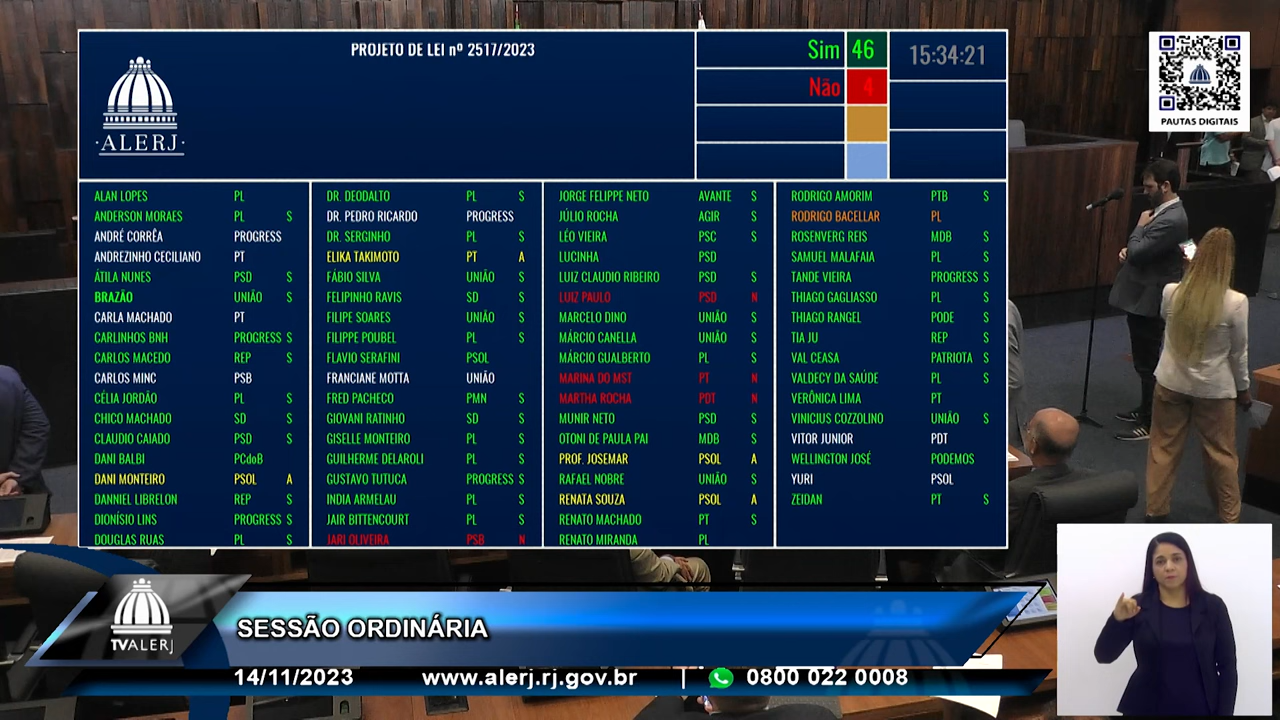 PROJETO DE LEI nº 2517/2023
Sim 46
Não 4
15:34:21
·ALERJ·
PAUTAS DIGITAIS
ALAN LOPES PL
ANDERSON MORAES PL S
ANDRÉ CORRÊA PROGRESS
ANDREZINHO CECILIANO PT
ÁTILA NUNES PSD S
BRAZÃO UNIÃO S
CARLA MACHADO PT
CARLINHOS BNH PROGRESS S
CARLOS MACEDO REP S
CARLOS MINC PSB
CÉLIA JORDÃO PL S
CHICO MACHADO SD S
CLAUDIO CAIADO PSD S
DANI BALBI PCdoB
DANI MONTEIRO PSOL A
DANNIEL LIBRELON REP S
DIONÍSIO LINS PROGRESS S
DOUGLAS RUAS PL S
DR. DEODALTO PL S
DR. PEDRO RICARDO PROGRESS
DR. SERGINHO PL S
ELIKA TAKIMOTO PT A
FÁBIO SILVA UNIÃO S
FELIPINHO RAVIS SD S
FILIPE SOARES UNIÃO S
FILIPPE POUBEL PL S
FLAVIO SERAFINI PSOL
FRANCIANE MOTTA UNIÃO
FRED PACHECO PMN S
GIOVANI RATINHO SD S
GISELLE MONTEIRO PL S
GUILHERME DELAROLI PL S
GUSTAVO TUTUCA PROGRESS S
INDIA ARMELAU PL S
JAIR BITTENCOURT PL S
JARI OLIVEIRA PSB N
JORGE FELIPPE NETO AVANTE S
JÚLIO ROCHA AGIR S
LÉO VIEIRA PSC S
LUCINHA PSD
LUIZ CLAUDIO RIBEIRO PSD S
LUIZ PAULO PSD N
MARCELO DINO UNIÃO S
MÁRCIO CANELLA UNIÃO S
MÁRCIO GUALBERTO PL S
MARINA DO MST PT N
MARTHA ROCHA PDT N
MUNIR NETO PSD S
OTONI DE PAULA PAI MDB S
PROF. JOSEMAR PSOL A
RAFAEL NOBRE UNIÃO S
RENATA SOUZA PSOL A
RENATO MACHADO PT S
RENATO MIRANDA PL
RODRIGO AMORIM PTB S
RODRIGO BACELLAR PL
ROSENVERG REIS MDB S
SAMUEL MALAFAIA PL S
TANDE VIEIRA PROGRESS S
THIAGO GAGLIASSO PL S
THIAGO RANGEL PODE S
TIA JU REP S
VAL CEASA PATRIOTA S
VALDECY DA SAÚDE PL S
VERÔNICA LIMA PT
VINICIUS COZZOLINO UNIÃO S
VITOR JUNIOR PDT
WELLINGTON JOSÉ PODEMOS
YURI PSOL
ZEIDAN PT S
TVALERJ
SESSÃO ORDINÁRIA
14/11/2023 www.alerj.rj.gov.br | 0800 022 0008